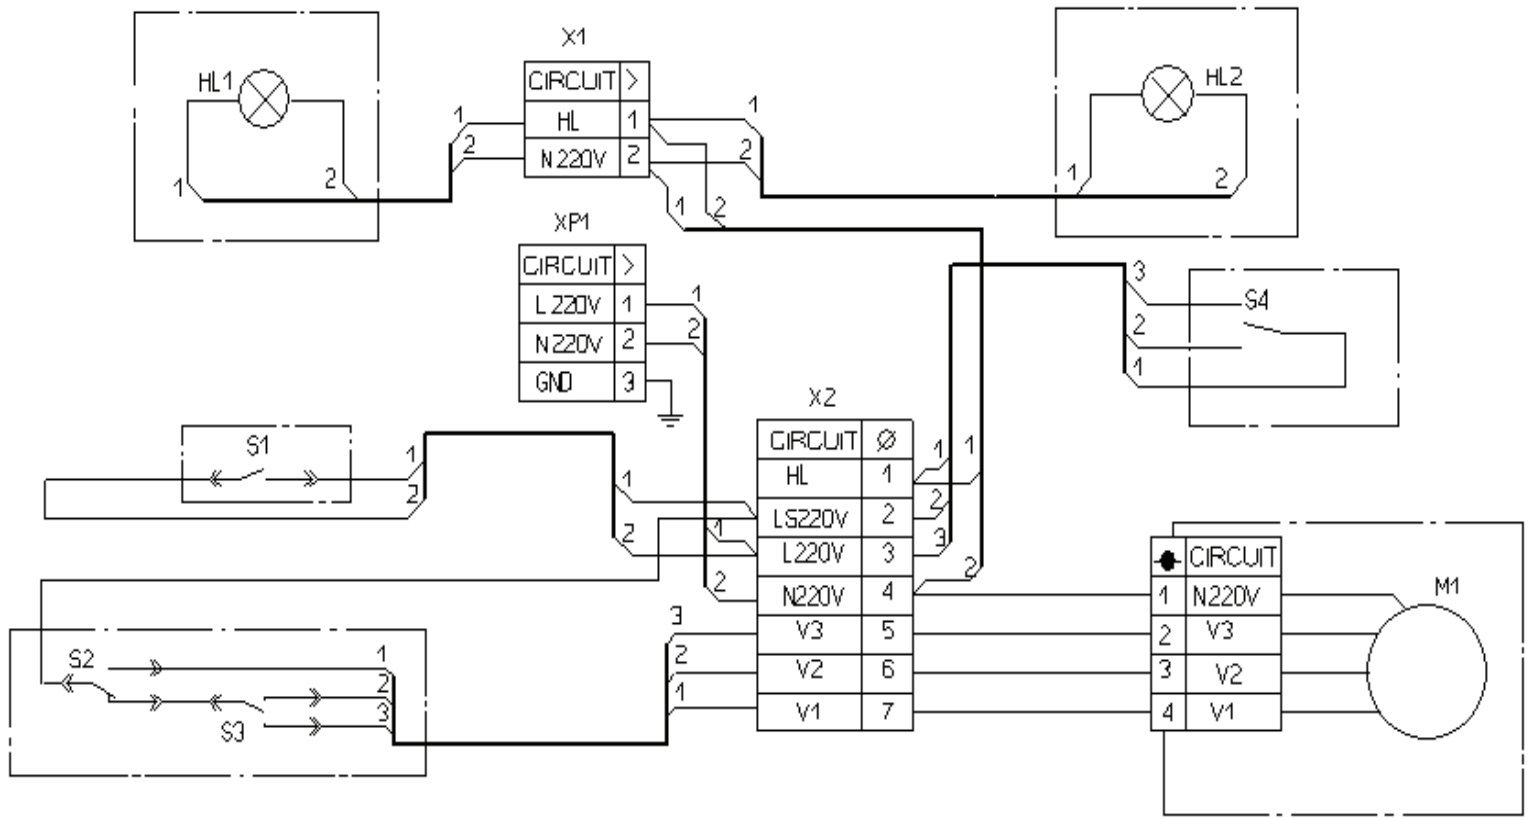 X1
HL1
HL2
CIRCUIT >
HL 1
N220V 2
1
2
1
2
1
2
1
2
1
2
XP1
CIRCUIT >
L220V 1
N220V 2
GND 3
1
2
3
2
1
S4
X2
CIRCUIT Ø
HL 1
LS220V 2
L220V 3
N220V 4
V3 5
V2 6
V1 7
S1
1
2
1
2
1
2
1
2
3
1
2
3
2
1
S2
S3
1
2
3
CIRCUIT
1 N220V
2 V3
3 V2
4 V1
M1